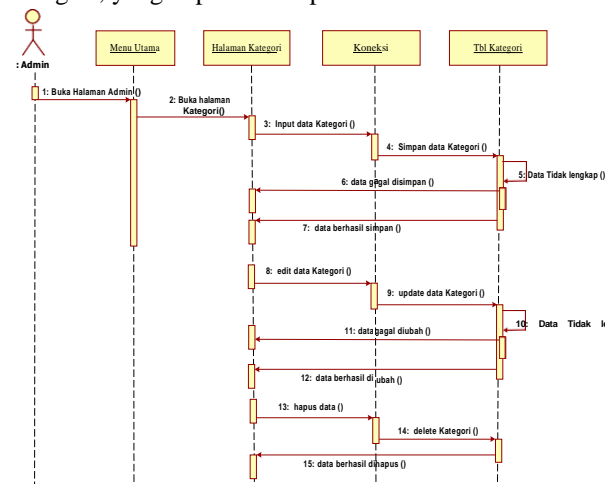 : Admin
Menu Utama
Halaman Kategori
Koneksi
Tbl Kategori
1: Buka Halaman Admin()
2: Buka halaman
Kategori()
3: Input data Kategori ()
4: Simpan data Kategori ()
5: Data Tidak lengkap ()
6: data gagal disimpan ()
7: data berhasil simpan ()
8: edit data Kategori ()
9: update data Kategori ()
10: Data Tidak
11: data gagal diubah ()
12: data berhasil di ubah ()
13: hapus data ()
14: delete Kategori ()
15: data berhasil dihapus ()